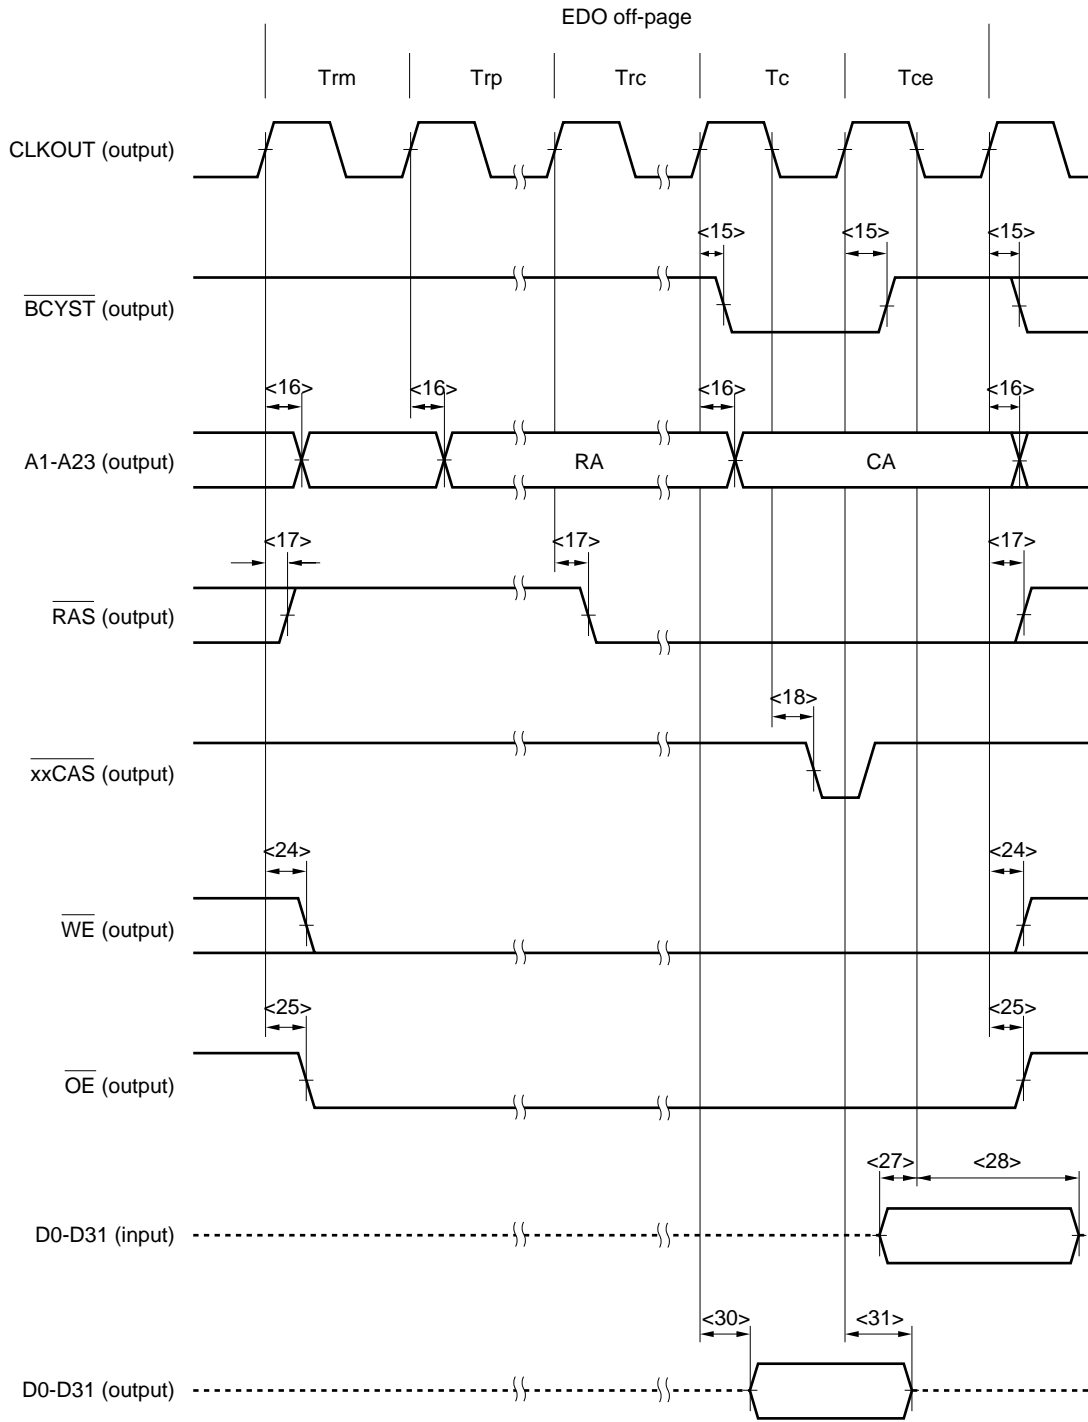 EDO off-page
Trm Trp Trc Tc Tce
CLKOUT (output)
<15> <15> <15>
BCYST (output)
<16> <16> <16> <16>
A1-A23 (output) RA CA
<17> <17> <17>
RAS (output)
<18>
xxCAS (output)
<24> <24>
WE (output)
<25> <25>
OE (output)
<27> <28>
D0-D31 (input)
<30> <31>
D0-D31 (output)